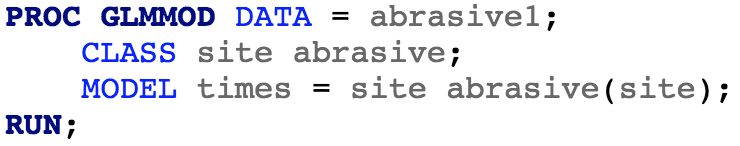 PROC GLMMOD DATA = abrasive1;
CLASS site abrasive;
MODEL times = site abrasive(site);
RUN;